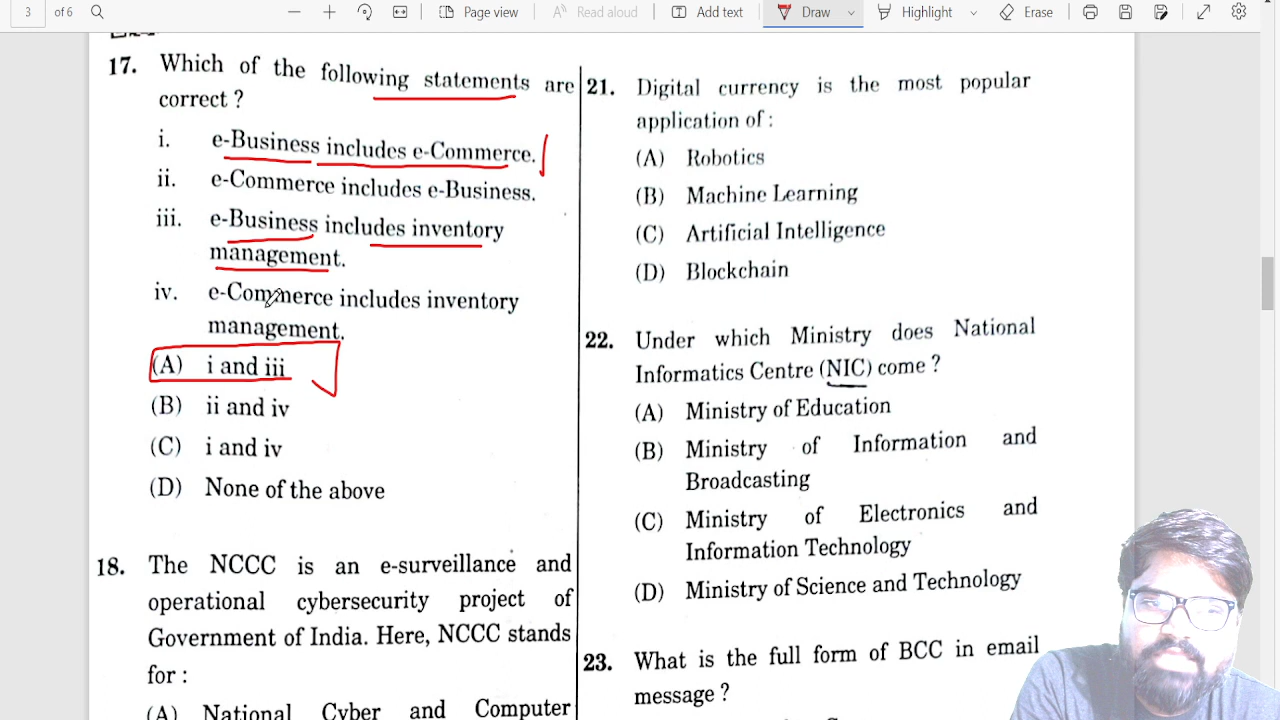 3 of 6 Page view Read aloud Add text Draw Highlight Erase
17. Which of the following statements are
correct ?
i. e-Business includes e-Commerce.
ii. e-Commerce includes e-Business.
iii. e-Business includes inventory
management.
iv. e-Commerce includes inventory
management.
(A) i and iii
(B) ii and iv
(C) i and iv
(D) None of the above
18. The NCCC is an e-surveillance and
operational cybersecurity project of
Government of India. Here, NCCC stands
for :
(A) National Cyber and Computer
21. Digital currency is the most popular
application of :
(A) Robotics
(B) Machine Learning
(C) Artificial Intelligence
(D) Blockchain
22. Under which Ministry does National
Informatics Centre (NIC) come ?
(A) Ministry of Education
(B) Ministry of Information and
Broadcasting
(C) Ministry of Electronics and
Information Technology
(D) Ministry of Science and Technology
23. What is the full form of BCC in email
message ?